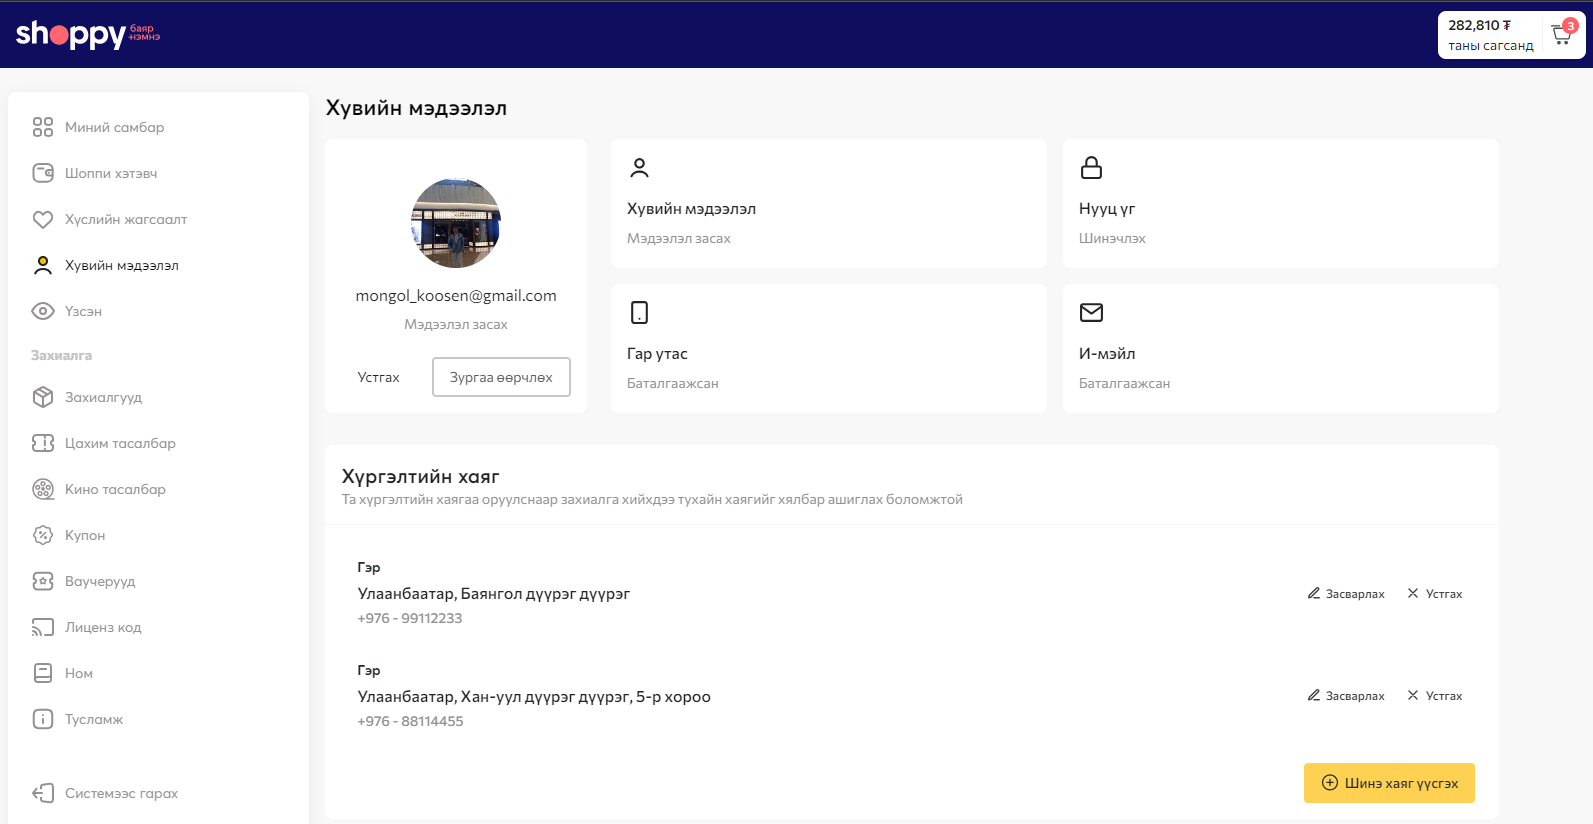 shoppy баяр нэмнэ
282,810 ₮
таны сагсанд
3
Миний самбар
Шоппи хэтэвч
Хүслийн жагсаалт
Хувийн мэдээлэл
Үзсэн
Захиалга
Захиалгууд
Цахим тасалбар
Кино тасалбар
Купон
Ваучерууд
Лиценз код
Ном
Тусламж
Системээс гарах
Хувийн мэдээлэл
mongol_koosen@gmail.com
Мэдээлэл засах
Устгах
Зургаа өөрчлөх
Хувийн мэдээлэл
Мэдээлэл засах
Нууц үг
Шинэчлэх
Гар утас
Баталгаажсан
И-мэйл
Баталгаажсан
Хүргэлтийн хаяг
Та хүргэлтийн хаягаа оруулснаар захиалга хийхдээ тухайн хаягийг хялбар ашиглах боломжтой
Гэр
Улаанбаатар, Баянгол дүүрэг дүүрэг
+976 - 99112233
Засварлах
Устгах
Гэр
Улаанбаатар, Хан-уул дүүрэг дүүрэг, 5-р хороо
+976 - 88114455
Засварлах
Устгах
Шинэ хаяг үүсгэх